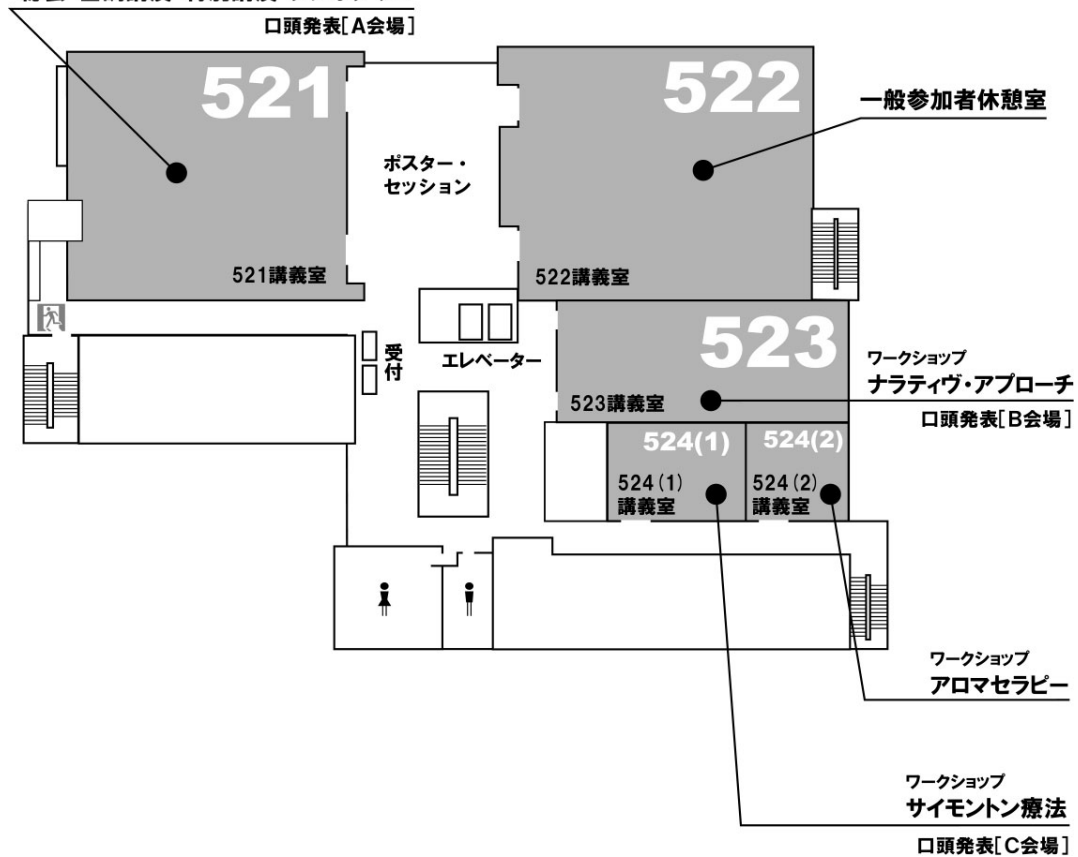 口頭発表[A会場]
521
522
一般参加者休憩室
ポスター・
セッション
521講義室
522講義室
523
受付
エレベーター
ワークショップ
ナラティヴ・アプローチ
523講義室
口頭発表[B会場]
524(1)
524(2)
524(1)
講義室
524(2)
講義室
ワークショップ
アロマセラピー
ワークショップ
サイモントン療法
口頭発表[C会場]